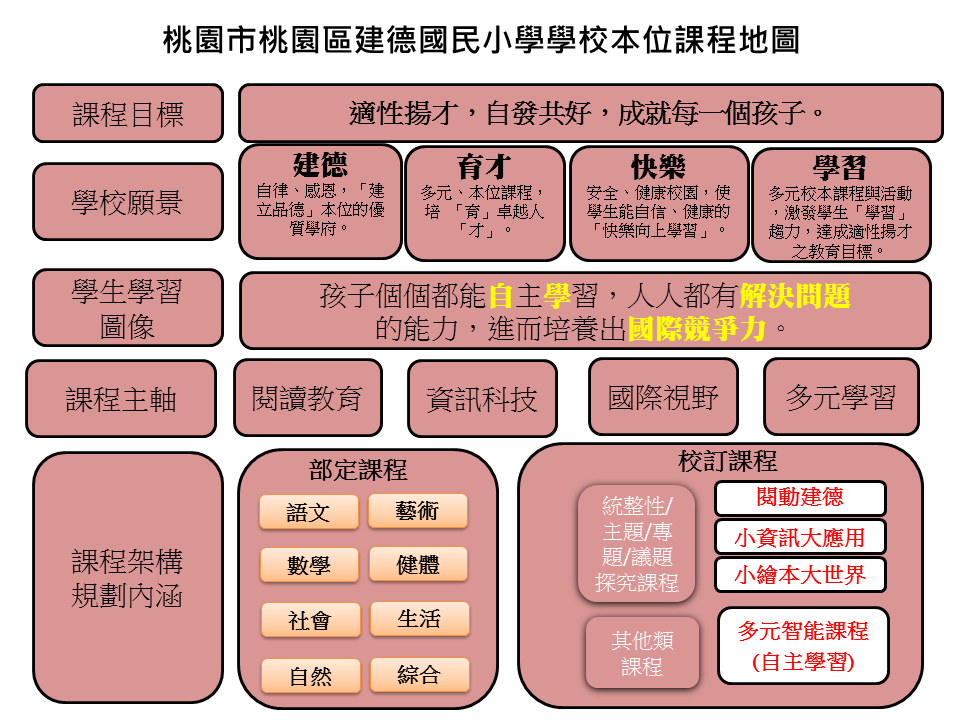 桃園市桃園區建德國民小學學校本位課程地圖
課程目標
適性揚才，自發共好，成就每一個孩子。
學校願景
建德
自律、感恩，「建
立品德」本位的優
質學府。
育才
多元、本位課程，
培 「育」卓越人
「才」。
快樂
安全、健康校園，使
學生能自信、健康的
「快樂向上學習」。
學習
多元校本課程與活動
，激發學生「學習」
趨力，達成適性揚才
之教育目標。
學生學習
圖像
孩子個個都能自主學習，人人都有解決問題
的能力，進而培養出國際競爭力。
課程主軸
閱讀教育
資訊科技
國際視野
多元學習
課程架構
規劃內涵
部定課程
語文
藝術
數學
健體
社會
生活
自然
綜合
校訂課程
統整性/
主題/專
題/議題
探究課程
閱動建德
小資訊大應用
小繪本大世界
其他類
課程
多元智能課程
(自主學習)